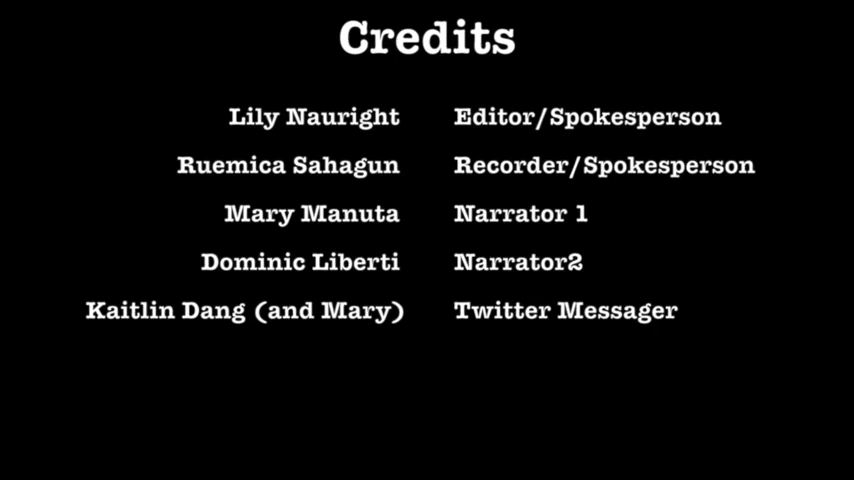 Credits
Lily Nauright Editor/Spokesperson
Ruemica Sahagun Recorder/Spokesperson
Mary Manuta Narrator 1
Dominic Liberti Narrator2
Kaitlin Dang (and Mary) Twitter Messager